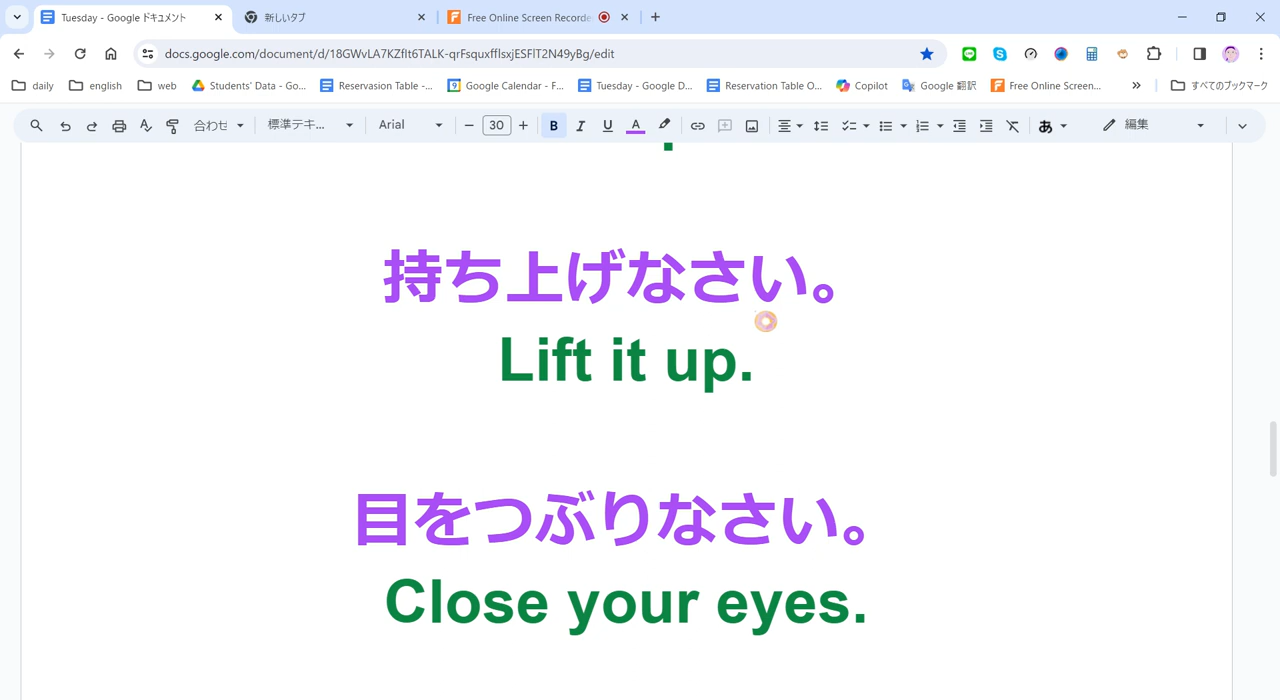 Tuesday - Google ドキュメント
新しいタブ
Free Online Screen Recorde
docs.google.com/document/d/18GWvLA7KZfIt6TALK-qrFsquxfflsxjESFlT2N49yBg/edit
daily
english
web
Students' Data - Go...
Reservasion Table -...
Google Calendar - F...
Tuesday - Google D...
Reservation Table O...
Copilot
Google 翻訳
Free Online Screen...
»
すべてのブックマーク
合わせ
標準テキ...
Arial
30
B
I
U
A
あ
編集
持ち上げなさい。
Lift it up.
目をつぶりなさい。
Close your eyes.